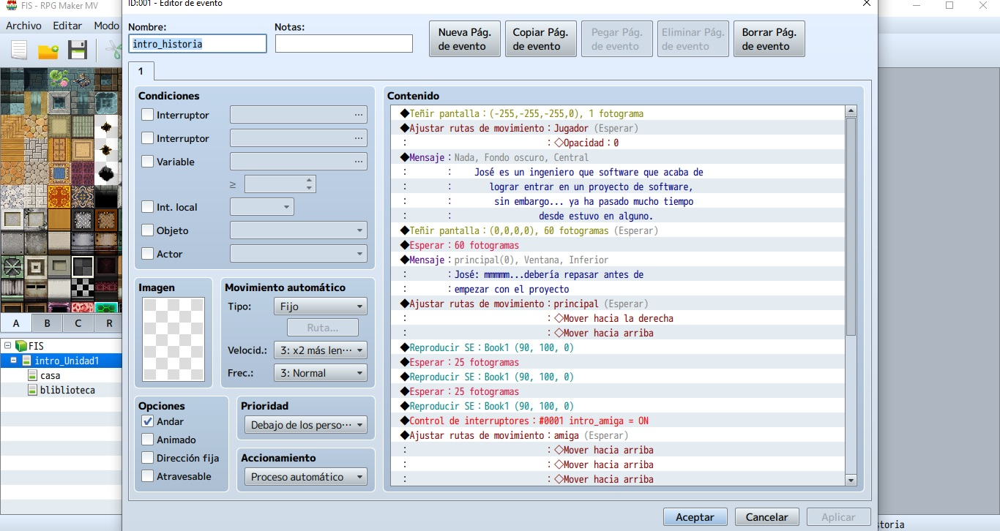 FIS - RPG Maker MV
ID:001 - Editor de evento
Archivo Editar Modo
Nombre: Notas:
intro_historia
Nueva Pág. de evento
Copiar Pág. de evento
Pegar Pág. de evento
Eliminar Pág. de evento
Borrar Pág. de evento
1
Condiciones
Interruptor ...
Interruptor ...
Variable ...
≥
Int. local
Objeto
Actor
Imagen
Movimiento automático
Tipo: Fijo
Ruta...
Velocid.: 3: x2 más len···
Frec.: 3: Normal
Opciones
Andar
Animado
Dirección fija
Atravesable
Prioridad
Debajo de los perso···
Accionamiento
Proceso automático
Contenido
◆Teñir pantalla：(-255,-255,-255,0), 1 fotograma
◆Ajustar rutas de movimiento：Jugador (Esperar)
： ：◇Opacidad：0
◆Mensaje：Nada, Fondo oscuro, Central
： ： José es un ingeniero que software que acaba de
： ： lograr entrar en un proyecto de software,
： ： sin embargo... ya ha pasado mucho tiempo
： ： desde estuvo en alguno.
◆Teñir pantalla：(0,0,0,0), 60 fotogramas (Esperar)
◆Esperar：60 fotogramas
◆Mensaje：principal(0), Ventana, Inferior
： ：José: mmmmm...debería repasar antes de
： ：empezar con el proyecto
◆Ajustar rutas de movimiento：principal (Esperar)
： ：◇Mover hacia la derecha
： ：◇Mover hacia arriba
◆Reproducir SE：Book1 (90, 100, 0)
◆Esperar：25 fotogramas
◆Reproducir SE：Book1 (90, 100, 0)
◆Esperar：25 fotogramas
◆Reproducir SE：Book1 (90, 100, 0)
◆Control de interruptores：#0001 intro_amiga = ON
◆Ajustar rutas de movimiento：amiga (Esperar)
： ：◇Mover hacia arriba
： ：◇Mover hacia arriba
： ：◇Mover hacia arriba
A B C R
FIS
intro_Unidad1
casa
bliblioteca
Aceptar Cancelar Aplicar
storia